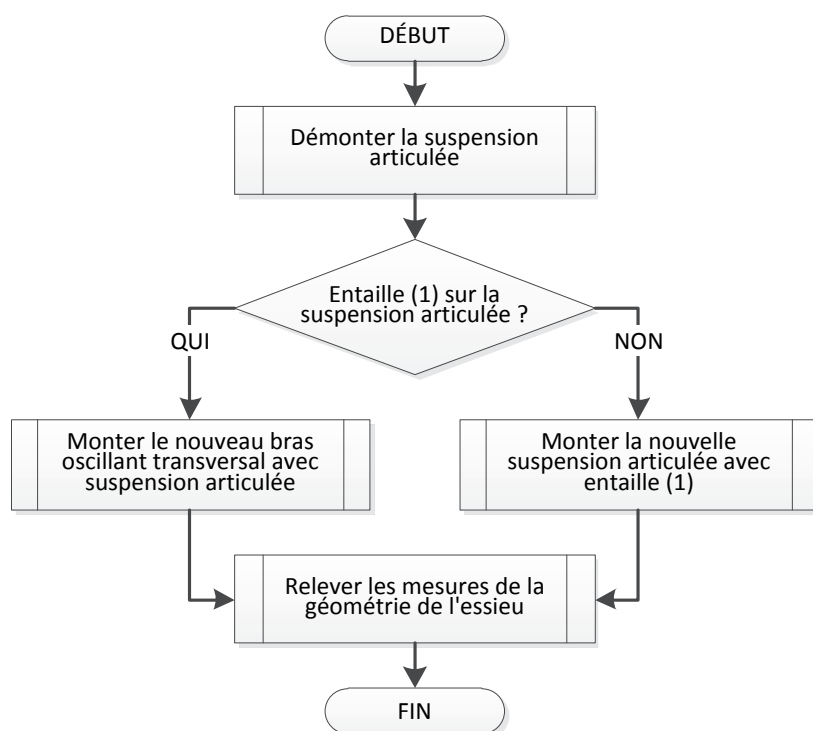 DÉBUT
Démonter la suspension
articulée
Entaille (1) sur la
suspension articulée ?
QUI
NON
Monter le nouveau bras
oscillant transversal avec
suspension articulée
Monter la nouvelle
suspension articulée avec
entaille (1)
Relever les mesures de la
géométrie de l'essieu
FIN